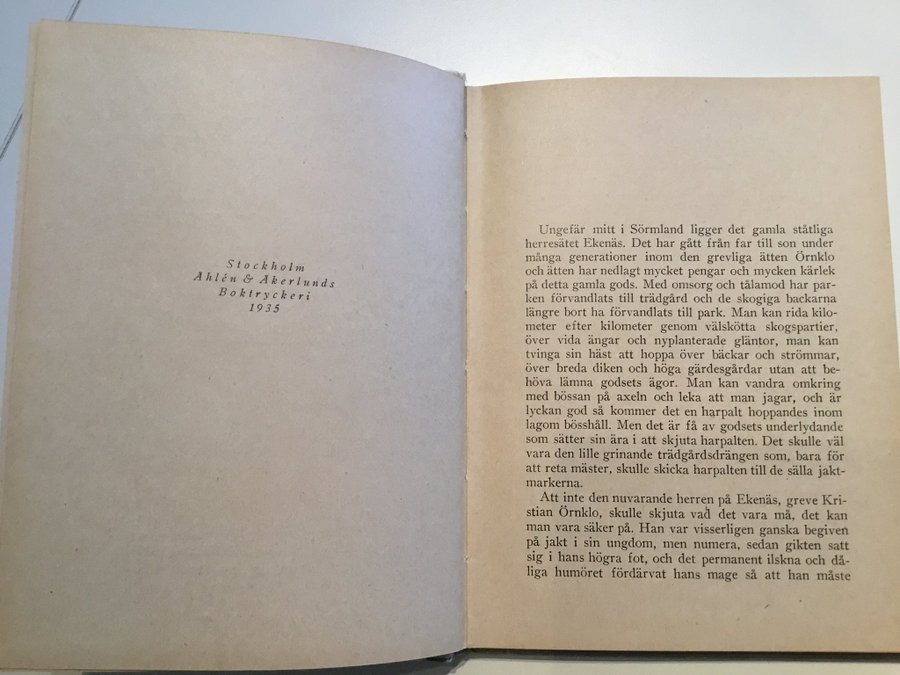 Stockholm
Åhlén & Åkerlunds
Boktryckeri
1935
Ungefär mitt i Sörmland ligger det gamla ståtliga
herresätet Ekenäs. Det har gått från far till son under
många generationer inom den grevliga ätten Örnklo
och ätten har nedlagt mycket pengar och mycken kärlek
på detta gamla gods. Med omsorg och tålamod har par-
ken förvandlats till trädgård och de skogiga backarna
längre bort ha förvandlats till park. Man kan rida kilo-
meter efter kilometer genom välskötta skogspartier,
över vida ängar och nyplanterade gläntor, man kan
tvinga sin häst att hoppa över bäckar och strömmar,
över breda diken och höga gärdesgårdar utan att be-
höva lämna godsets ägor. Man kan vandra omkring
med bössan på axeln och leka att man jagar, och är
lyckan god så kommer det en harpalt hoppandes inom
lagom bösshåll. Men det är få av godsets underlydande
som sätter sin ära i att skjuta harpalten. Det skulle väl
vara den lille grinande trädgårdsdrängen som, bara för
att reta mäster, skulle skicka harpalten till de sälla jakt-
markerna.
Att inte den nuvarande herren på Ekenäs, greve Kri-
stian Örnklo, skulle skjuta vad det vara må, det kan
man vara säker på. Han var visserligen ganska begiven
på jakt i sin ungdom, men numera, sedan gikten satt
sig i hans högra fot, och det permanent ilskna och då-
liga humöret fördärvat hans mage så att han måste